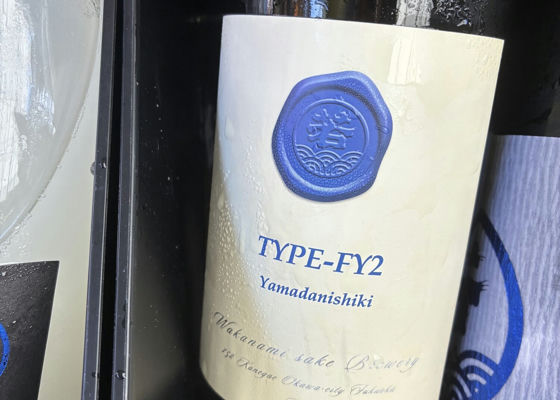 TYPE-FY2
Yamadanishiki
Wakanami sake Brewery
Okawa-city Fukuoka